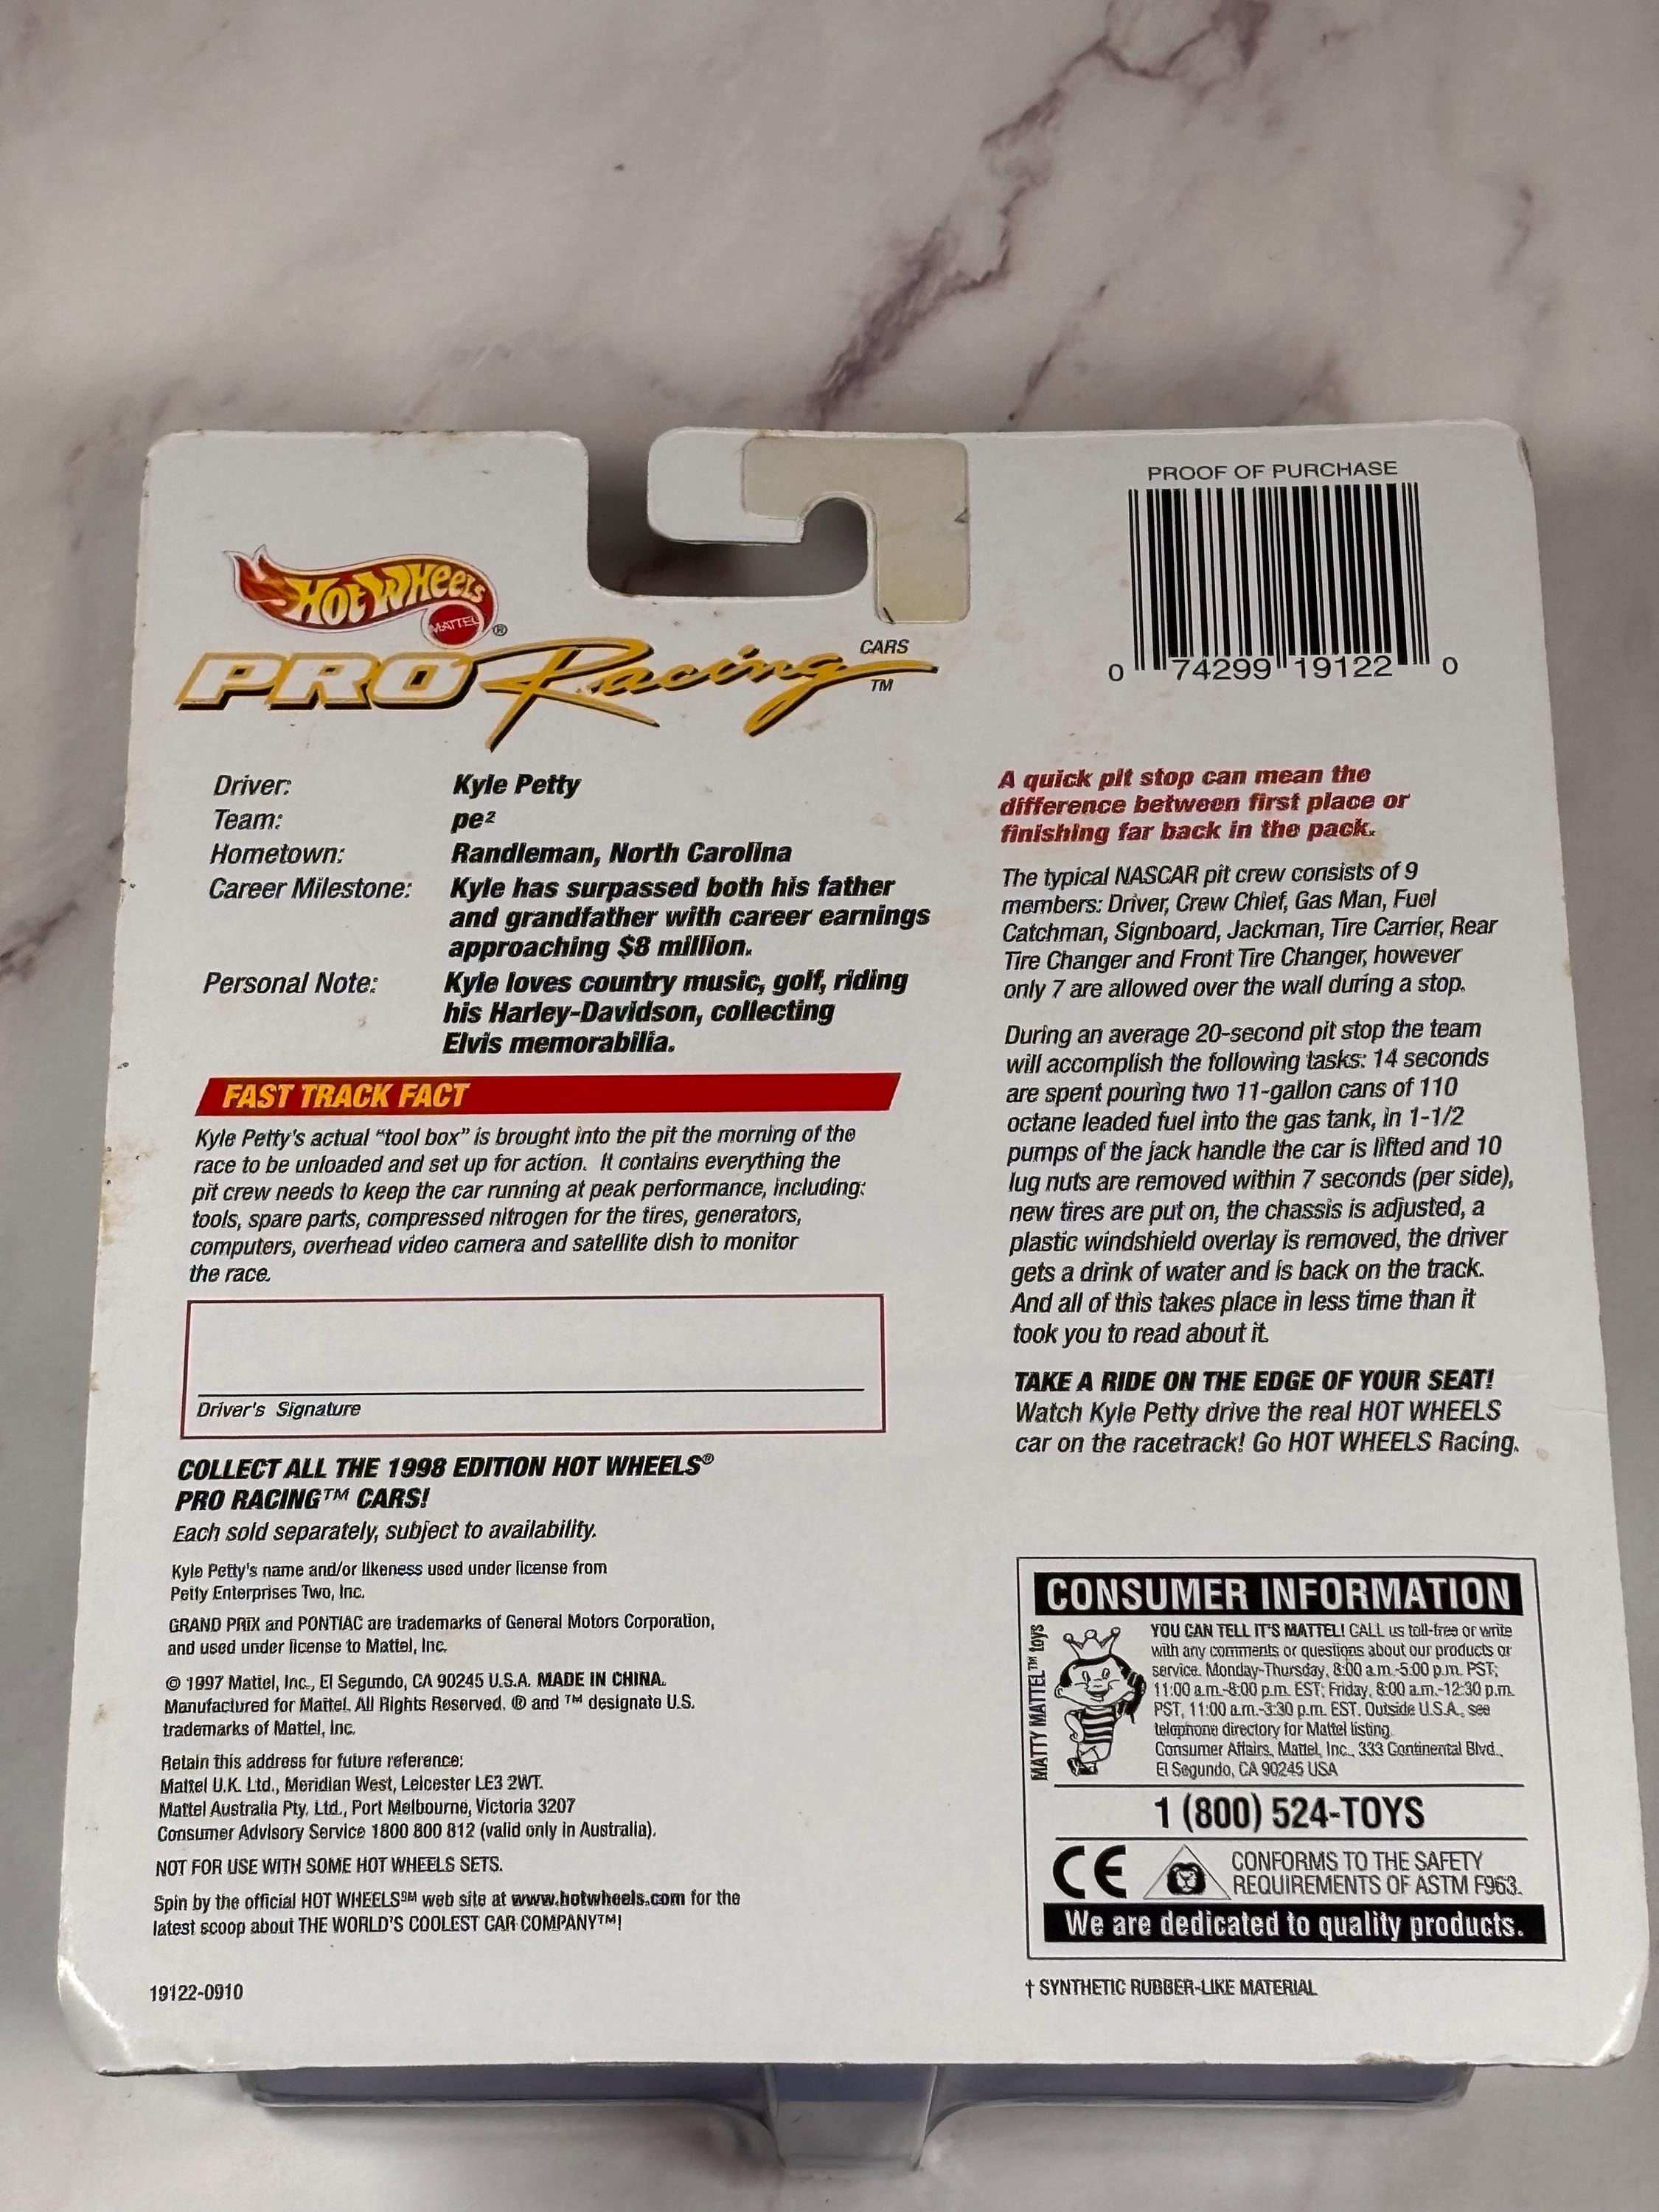 HOT WHEELS
MATTEL ®
PRO Racing CARS TM
PROOF OF PURCHASE
0 74299 19122 0
Driver: Kyle Petty
Team: pe²
Hometown: Randleman, North Carolina
Career Milestone: Kyle has surpassed both his father
and grandfather with career earnings
approaching $8 million.
Personal Note: Kyle loves country music, golf, riding
his Harley-Davidson, collecting
Elvis memorabilia.
FAST TRACK FACT
Kyle Petty's actual "tool box" is brought into the pit the morning of the
race to be unloaded and set up for action. It contains everything the
pit crew needs to keep the car running at peak performance, including:
tools, spare parts, compressed nitrogen for the tires, generators,
computers, overhead video camera and satellite dish to monitor
the race.
Driver's Signature
COLLECT ALL THE 1998 EDITION HOT WHEELS®
PRO RACING™ CARS!
Each sold separately, subject to availability.
Kyle Petty's name and/or likeness used under license from
Petty Enterprises Two, Inc.
GRAND PRIX and PONTIAC are trademarks of General Motors Corporation,
and used under license to Mattel, Inc.
© 1997 Mattel, Inc., El Segundo, CA 90245 U.S.A. MADE IN CHINA.
Manufactured for Mattel. All Rights Reserved. ® and ™ designate U.S.
trademarks of Mattel, Inc.
Retain this address for future reference:
Mattel U.K. Ltd., Meridian West, Leicester LE3 2WT.
Mattel Australia Pty. Ltd., Port Melbourne, Victoria 3207
Consumer Advisory Service 1800 800 812 (valid only in Australia).
NOT FOR USE WITH SOME HOT WHEELS SETS.
Spin by the official HOT WHEELS℠ web site at www.hotwheels.com for the
latest scoop about THE WORLD'S COOLEST CAR COMPANY™!
19122-0910
A quick pit stop can mean the
difference between first place or
finishing far back in the pack.
The typical NASCAR pit crew consists of 9
members: Driver, Crew Chief, Gas Man, Fuel
Catchman, Signboard, Jackman, Tire Carrier, Rear
Tire Changer and Front Tire Changer, however
only 7 are allowed over the wall during a stop.
During an average 20-second pit stop the team
will accomplish the following tasks: 14 seconds
are spent pouring two 11-gallon cans of 110
octane leaded fuel into the gas tank, in 1-1/2
pumps of the jack handle the car is lifted and 10
lug nuts are removed within 7 seconds (per side),
new tires are put on, the chassis is adjusted, a
plastic windshield overlay is removed, the driver
gets a drink of water and is back on the track.
And all of this takes place in less time than it
took you to read about it.
TAKE A RIDE ON THE EDGE OF YOUR SEAT!
Watch Kyle Petty drive the real HOT WHEELS
car on the racetrack! Go HOT WHEELS Racing.
CONSUMER INFORMATION
MATTY MATTEL™ toys
YOU CAN TELL IT'S MATTEL! CALL us toll-free or write
with any comments or questions about our products or
service. Monday-Thursday, 8:00 a.m.-5:00 p.m. PST;
11:00 a.m.-8:00 p.m. EST; Friday, 8:00 a.m.-12:30 p.m.
PST, 11:00 a.m.-3:30 p.m. EST. Outside U.S.A., see
telephone directory for Mattel listing.
Consumer Affairs, Mattel, Inc., 333 Continental Blvd.,
El Segundo, CA 90245 USA
1 (800) 524-TOYS
CE
CONFORMS TO THE SAFETY
REQUIREMENTS OF ASTM F963.
We are dedicated to quality products.
† SYNTHETIC RUBBER-LIKE MATERIAL